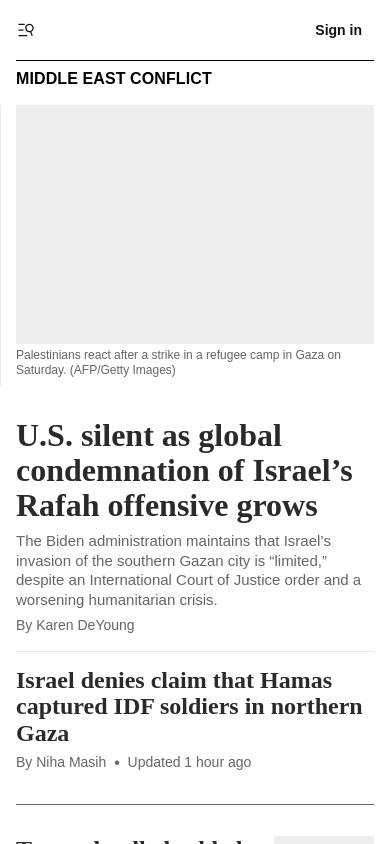 Sign in
MIDDLE EAST CONFLICT
Palestinians react after a strike in a refugee camp in Gaza on
Saturday. (AFP/Getty Images)
U.S. silent as global
condemnation of Israel’s
Rafah offensive grows
The Biden administration maintains that Israel’s
invasion of the southern Gazan city is “limited,”
despite an International Court of Justice order and a
worsening humanitarian crisis.
By Karen DeYoung
Israel denies claim that Hamas
captured IDF soldiers in northern
Gaza
By Niha Masih • Updated 1 hour ago